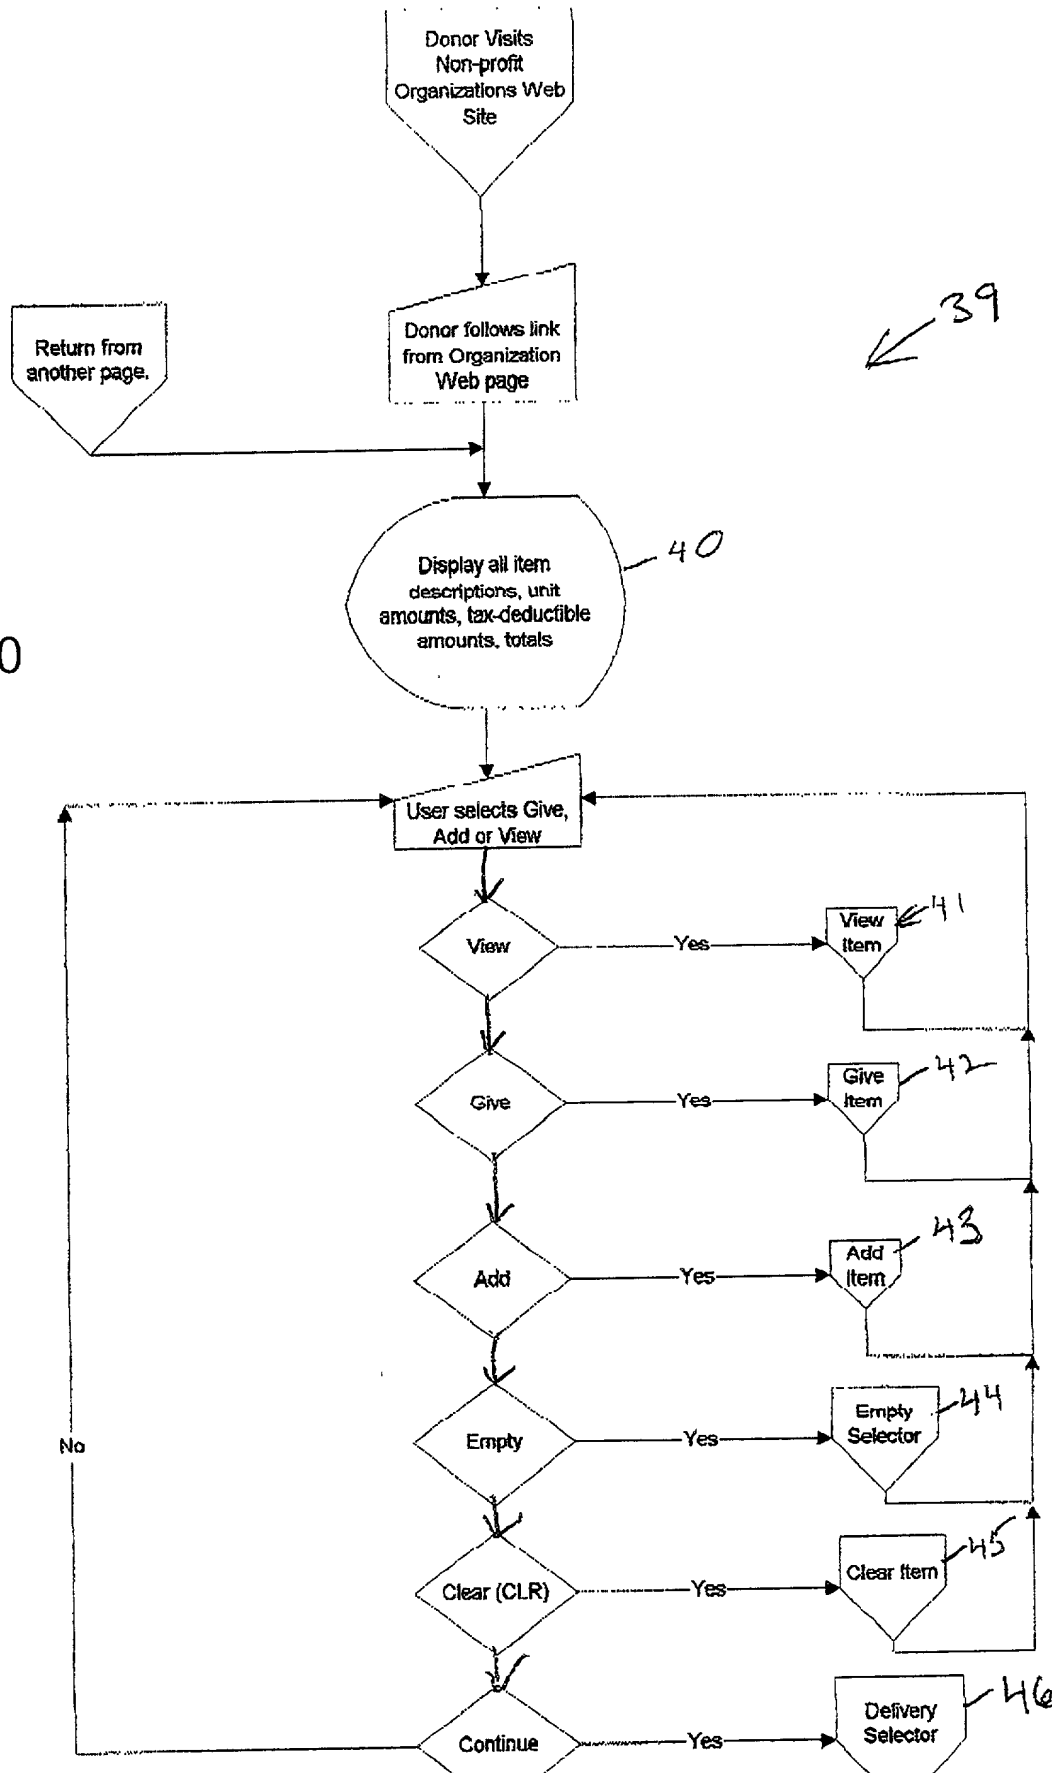 Donor Visits
Non-profit
Organizations Web
Site
39
Donor follows link
from Organization
Web page
Return from
another page.
40
Display all item
descriptions, unit
amounts, tax-deductible
amounts, totals
0
User selects Give,
Add or View
View
Yes
View
Item
41
Give
Yes
Give
Item
42
Add
Yes
Add
Item
43
Empty
Yes
Empty
Selector
44
No
Clear (CLR)
Yes
Clear Item
45
Continue
Yes
Delivery
Selector
46